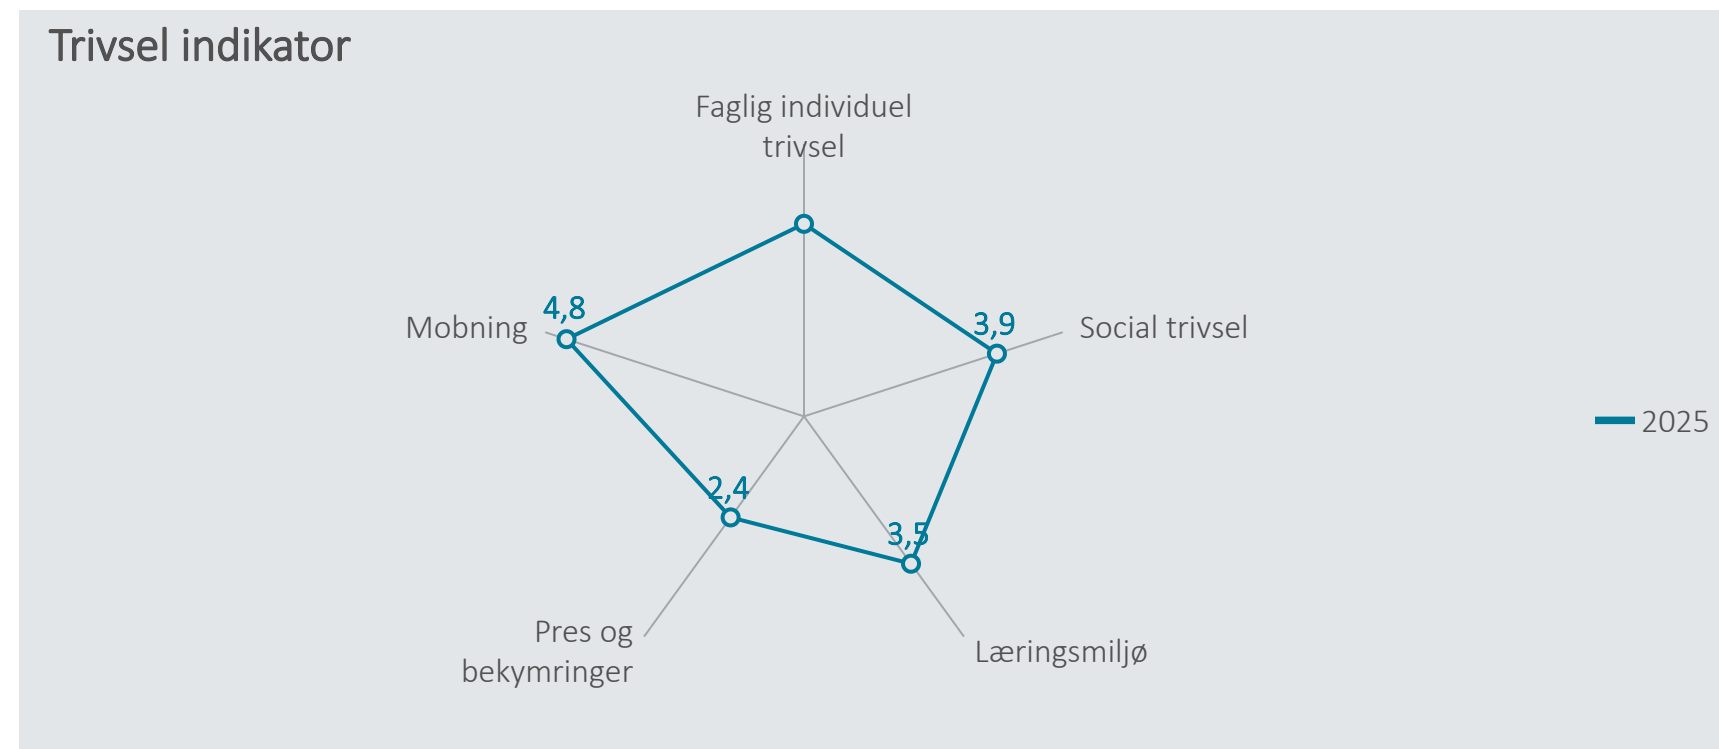 Trivsel indikator
Faglig individuel
trivsel
4,8
Mobning
3,9
Social trivsel
2025
2,4
3,5
Pres og
bekymringer
Læringsmiljø